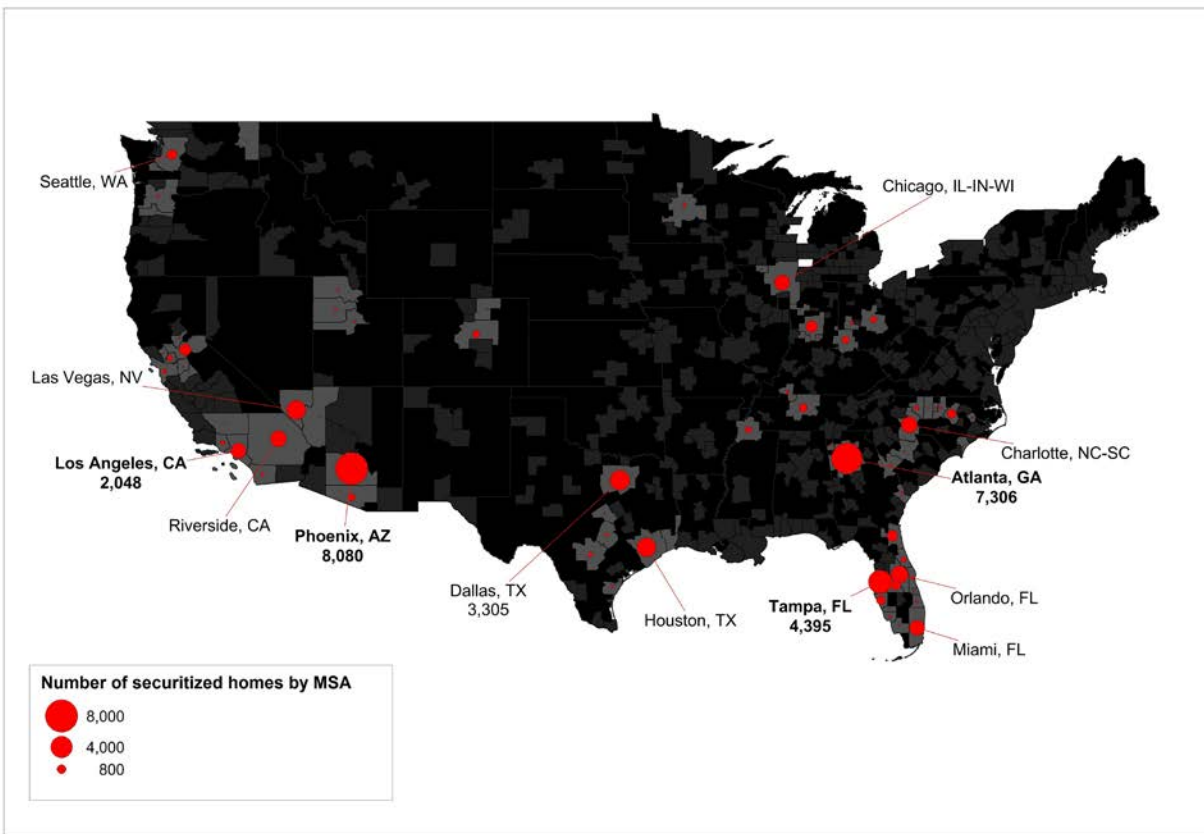 Seattle, WA
Chicago, IL-IN-WI
Las Vegas, NV
Los Angeles, CA
2,048
Charlotte, NC-SC
Atlanta, GA
7,306
Riverside, CA
Phoenix, AZ
8,080
Dallas, TX
3,305
Houston, TX
Tampa, FL
4,395
Orlando, FL
Miami, FL
Number of securitized homes by MSA
8,000
4,000
800